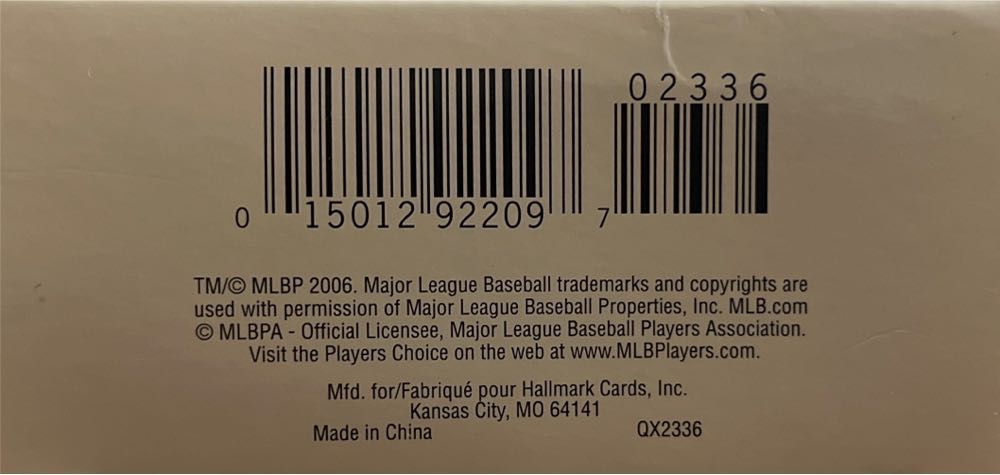 02336
0 15012 92209 7
TM/© MLBP 2006. Major League Baseball trademarks and copyrights are
used with permission of Major League Baseball Properties, Inc. MLB.com
© MLBPA - Official Licensee, Major League Baseball Players Association.
Visit the Players Choice on the web at www.MLBPlayers.com.
Mfd. for/Fabriqué pour Hallmark Cards, Inc.
Kansas City, MO 64141
Made in China QX2336